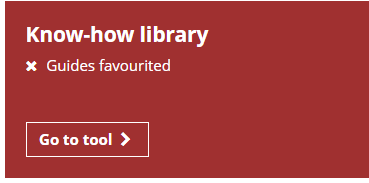 Know-how library
✖ Guides favourited
Go to tool